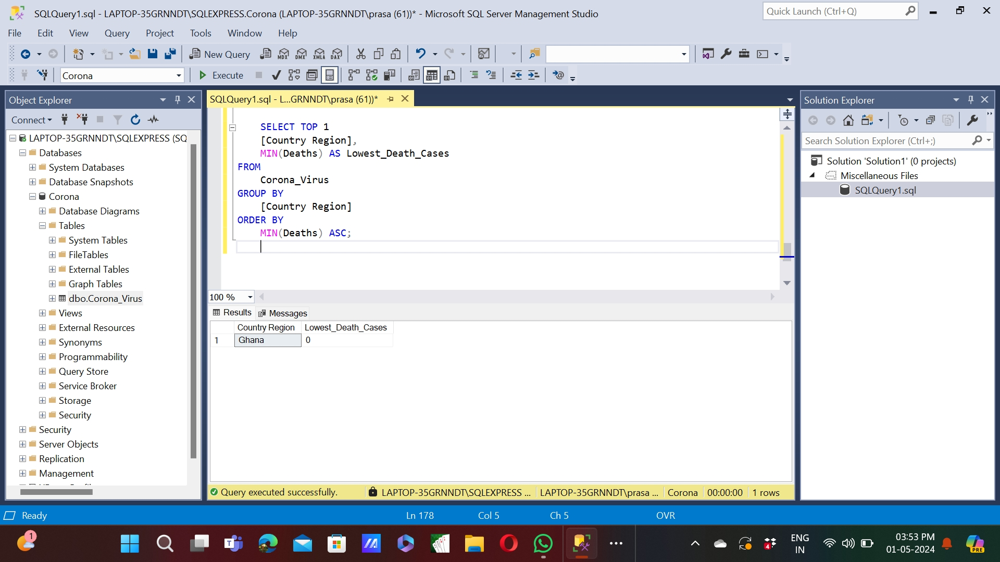 SQLQuery1.sql - LAPTOP-35GRNNDT\SQLEXPRESS.Corona (LAPTOP-35GRNNDT\prasa (61))* - Microsoft SQL Server Management Studio
Quick Launch (Ctrl+Q)
File Edit View Query Project Tools Window Help
New Query MDX DMX XMLA DAX
Corona Execute
Object Explorer
Connect
LAPTOP-35GRNNDT\SQLEXPRESS (SQ
Databases
System Databases
Database Snapshots
Corona
Database Diagrams
Tables
System Tables
FileTables
External Tables
Graph Tables
dbo.Corona_Virus
Views
External Resources
Synonyms
Programmability
Query Store
Service Broker
Storage
Security
Security
Server Objects
Replication
Management
SQLQuery1.sql - L...GRNNDT\prasa (61))*
SELECT TOP 1
[Country Region],
MIN(Deaths) AS Lowest_Death_Cases
FROM
Corona_Virus
GROUP BY
[Country Region]
ORDER BY
MIN(Deaths) ASC;
100 %
Results Messages
Country Region Lowest_Death_Cases
1 Ghana 0
Query executed successfully. LAPTOP-35GRNNDT\SQLEXPRESS ... LAPTOP-35GRNNDT\prasa ... Corona 00:00:00 1 rows
Solution Explorer
Search Solution Explorer (Ctrl+;)
Solution 'Solution1' (0 projects)
Miscellaneous Files
SQLQuery1.sql
Ready Ln 178 Col 5 Ch 5 OVR
1
4
ENG
IN
03:53 PM
01-05-2024
PRE